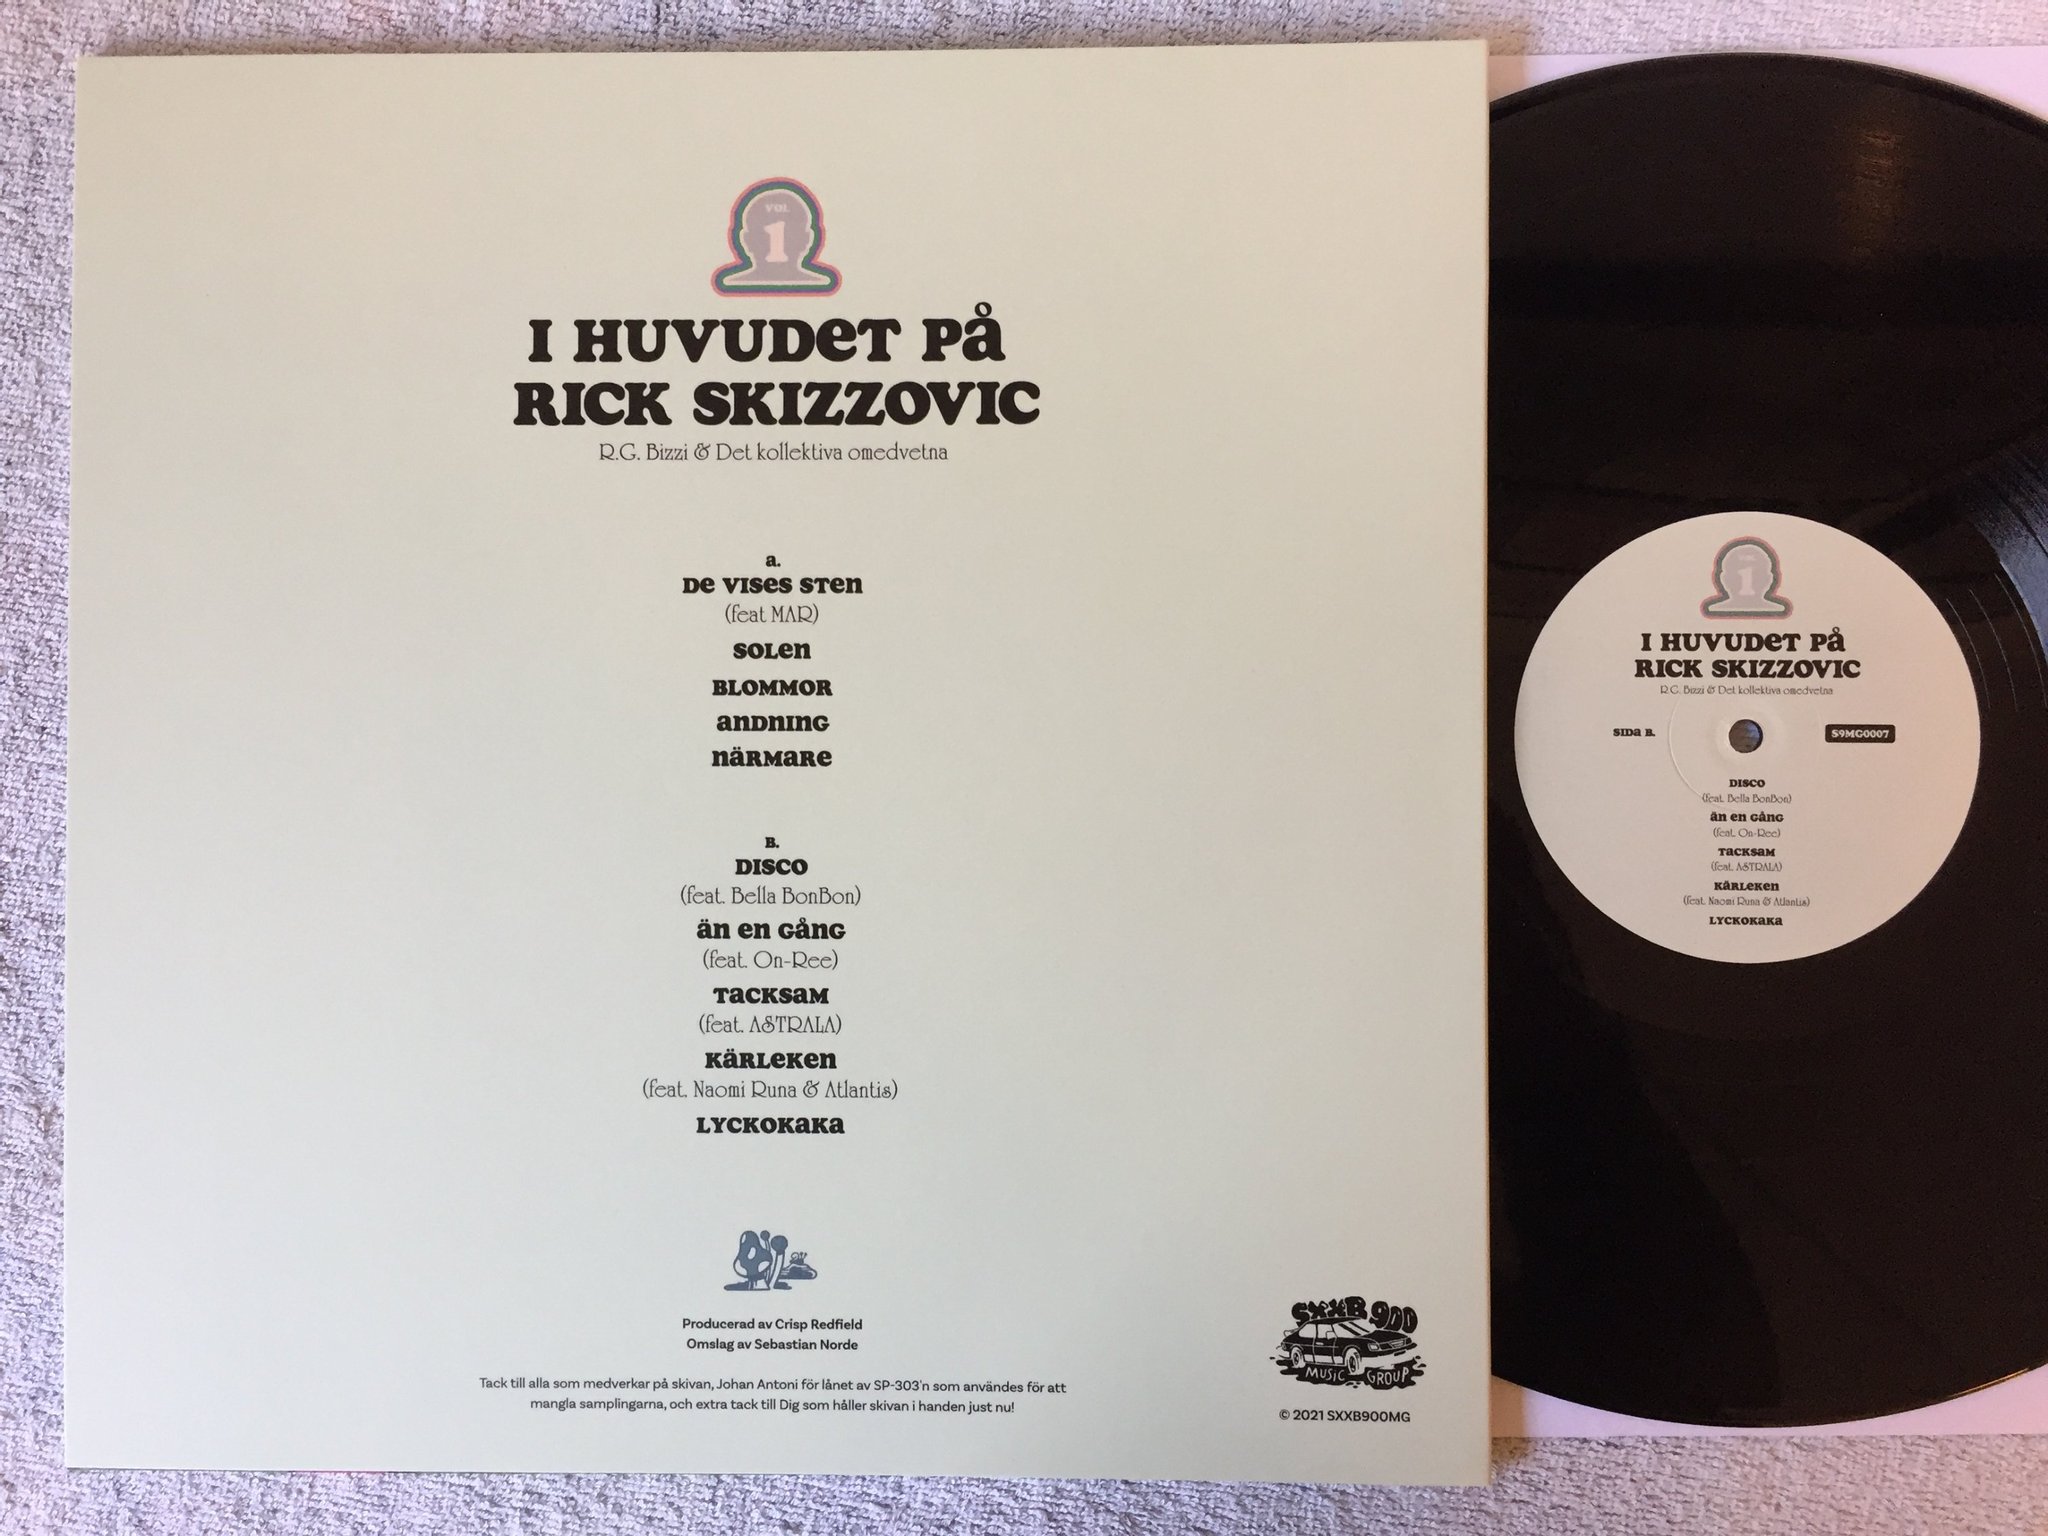 VOL
1
I HUVUDET PÅ
RICK SKIZZOVIC
R.G. Bizzi & Det kollektiva omedvetna
a.
De VISES STEN
(feat MAR)
SOLEN
BLOMMOR
ANDNING
NÄRMARE
B.
DISCO
(feat. Bella BonBon)
ÄN EN GÅNG
(feat. On-Ree)
TACKSAM
(feat. ASTRALA)
KÄRLEKEN
(feat. Naomi Runa & Atlantis)
LYCKOKAKA
Producerad av Crisp Redfield
Omslag av Sebastian Norde
Tack till alla som medverkar på skivan, Johan Antoni för lånet av SP-303'n som användes för att
mangla samplingarna, och extra tack till Dig som håller skivan i handen just nu!
SXXB 900
MUSIC GROUP
© 2021 SXXB900MG
VOL
1
I HUVUDET PÅ
RICK SKIZZOVIC
R.G. Bizzi & Det kollektiva omedvetna
SIDA B.
S9MG0007
DISCO
(feat. Bella BonBon)
ÄN EN GÅNG
(feat. On-Ree)
TACKSAM
(feat. ASTRALA)
KÄRLEKEN
(feat. Naomi Runa & Atlantis)
LYCKOKAKA